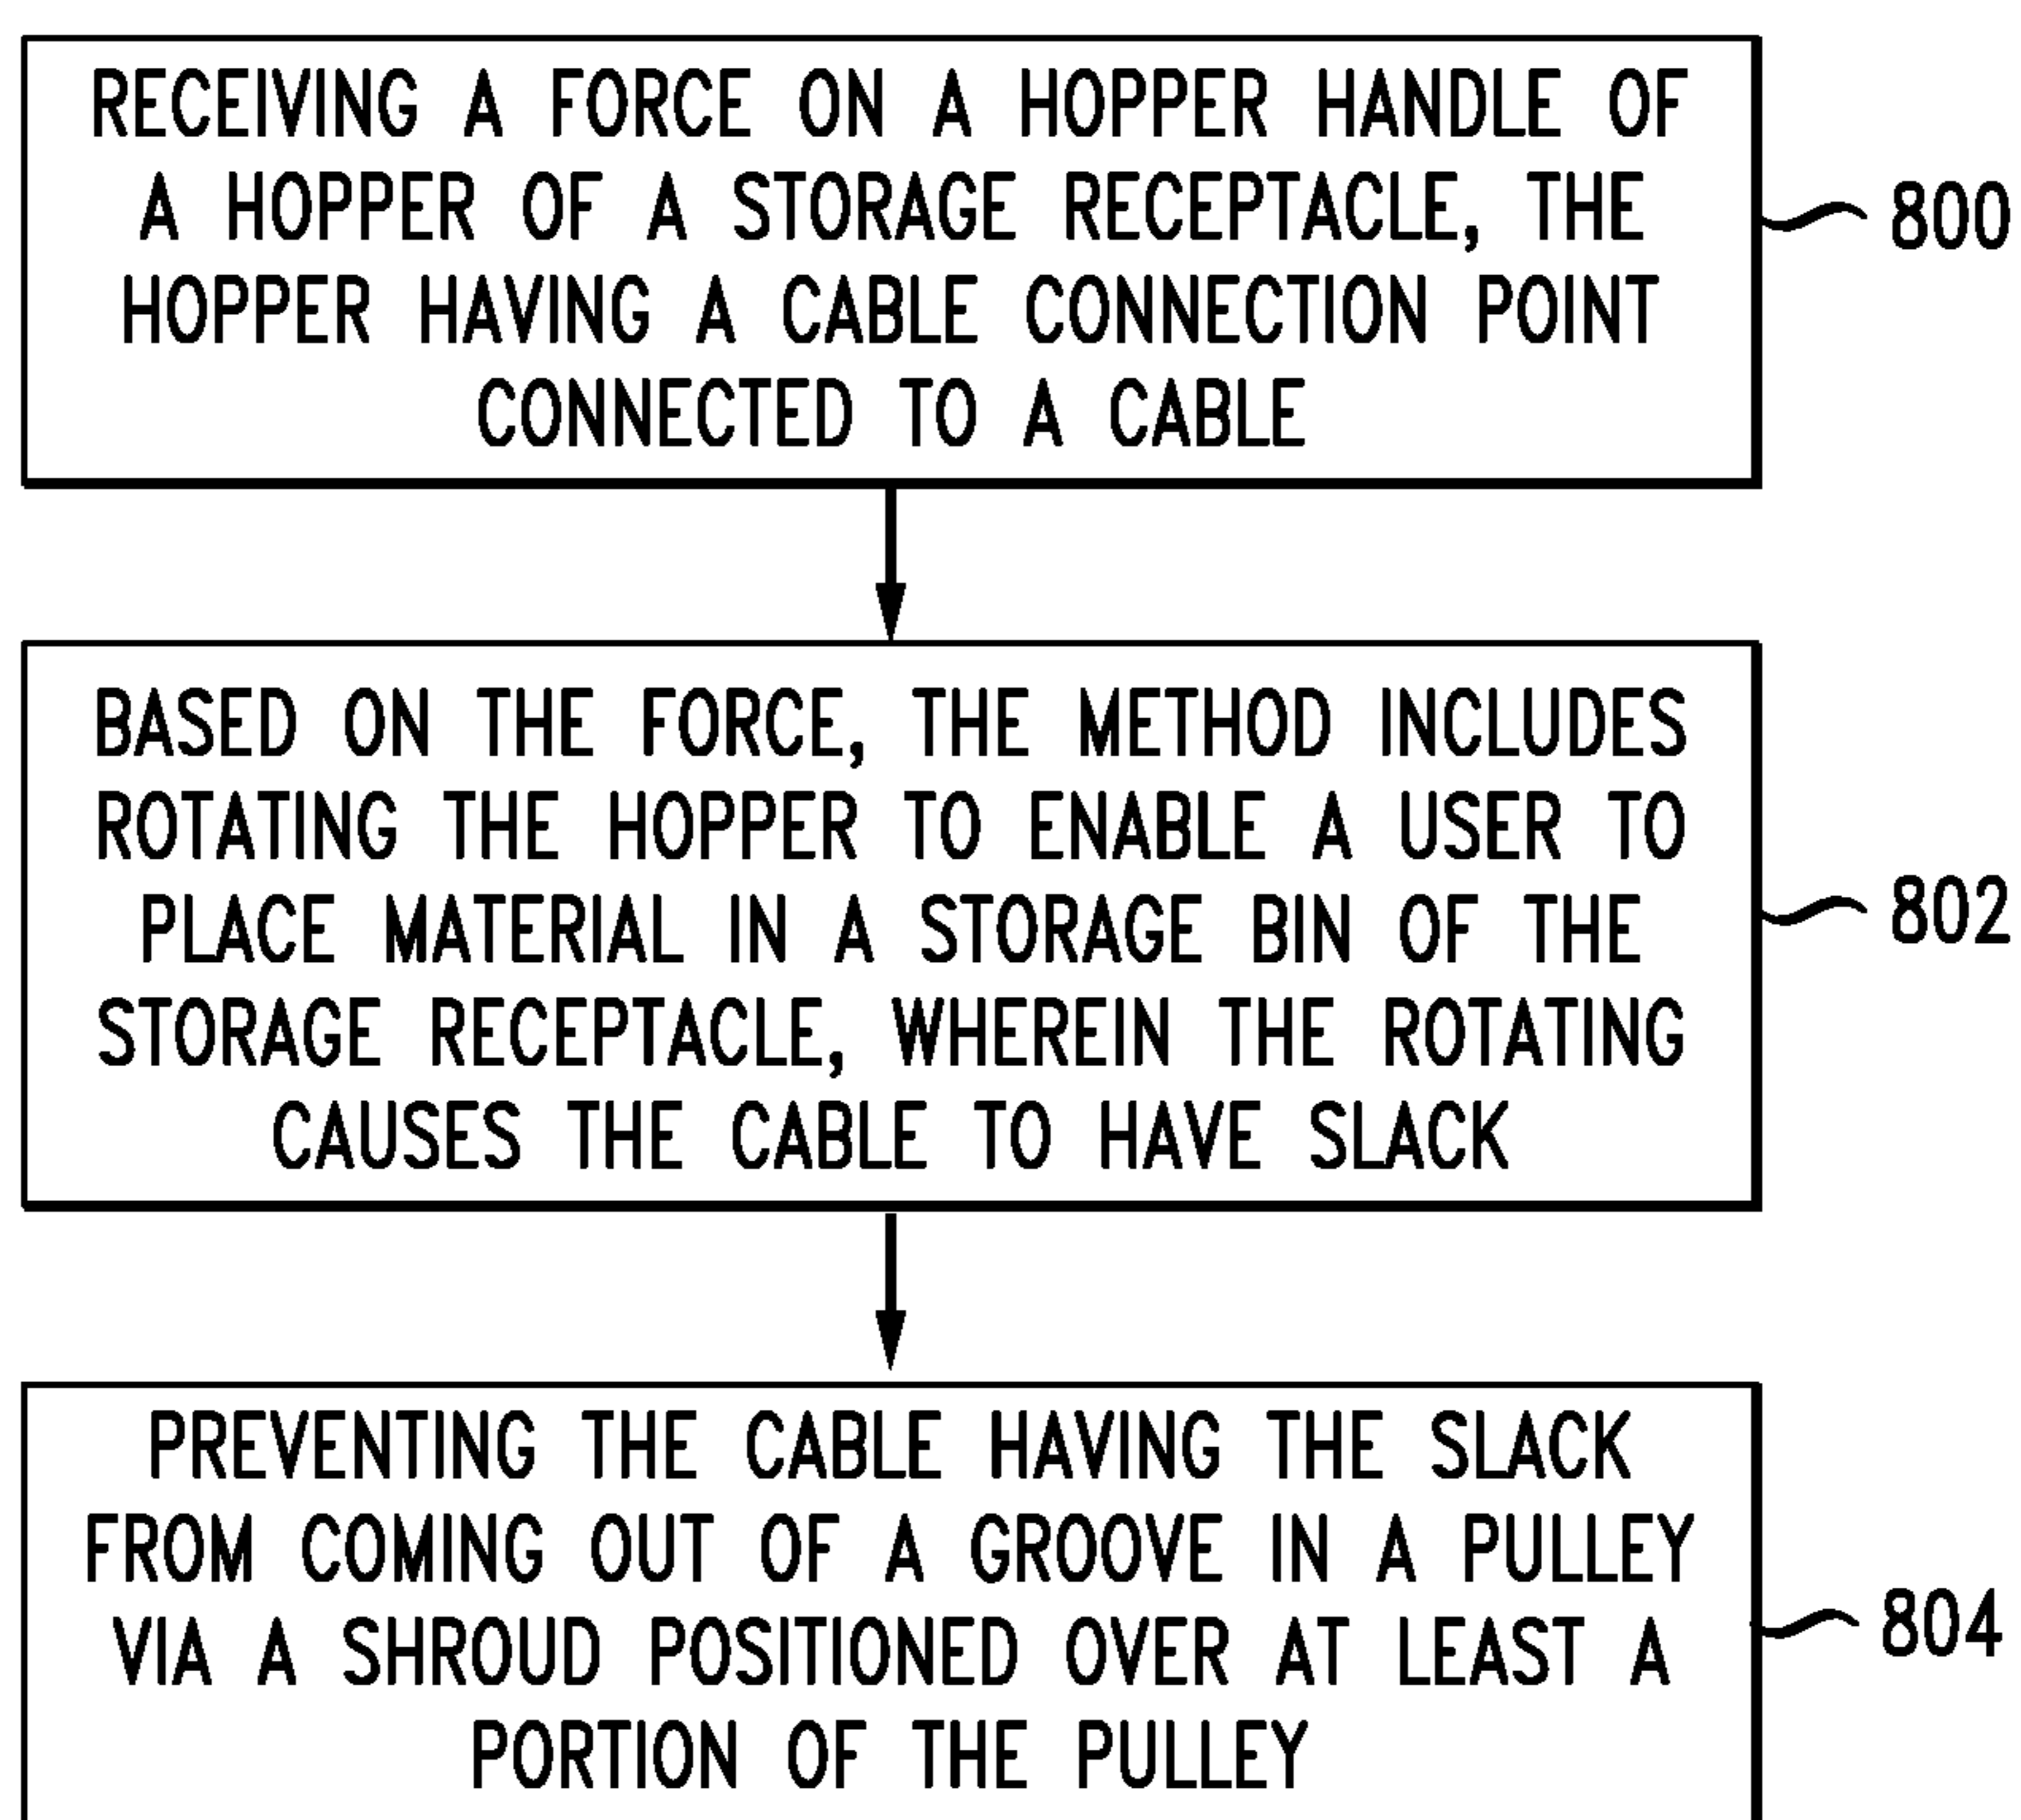 RECEIVING A FORCE ON A HOPPER HANDLE OF
A HOPPER OF A STORAGE RECEPTACLE, THE
HOPPER HAVING A CABLE CONNECTION POINT
CONNECTED TO A CABLE
800
BASED ON THE FORCE, THE METHOD INCLUDES
ROTATING THE HOPPER TO ENABLE A USER TO
PLACE MATERIAL IN A STORAGE BIN OF THE
STORAGE RECEPTACLE, WHEREIN THE ROTATING
CAUSES THE CABLE TO HAVE SLACK
802
PREVENTING THE CABLE HAVING THE SLACK
FROM COMING OUT OF A GROOVE IN A PULLEY
VIA A SHROUD POSITIONED OVER AT LEAST A
PORTION OF THE PULLEY
804